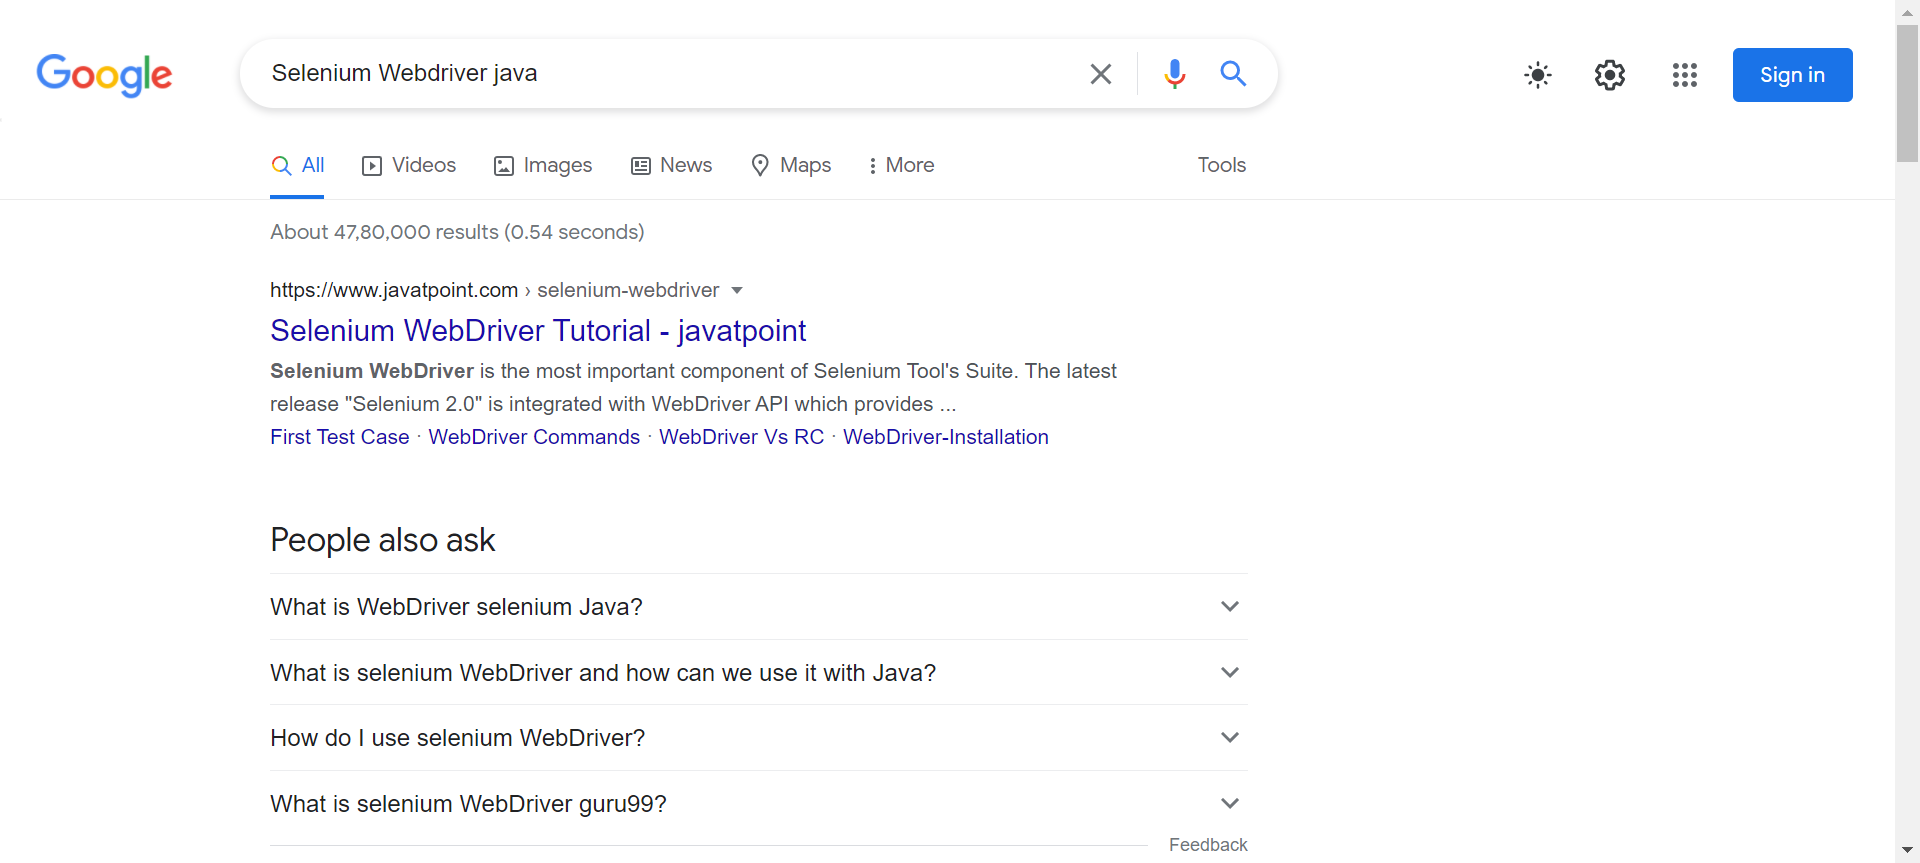 Google
Selenium Webdriver java
Sign in
All Videos Images News Maps More Tools
About 47,80,000 results (0.54 seconds)
https://www.javatpoint.com › selenium-webdriver
Selenium WebDriver Tutorial - javatpoint
Selenium WebDriver is the most important component of Selenium Tool's Suite. The latest
release "Selenium 2.0" is integrated with WebDriver API which provides ...
First Test Case · WebDriver Commands · WebDriver Vs RC · WebDriver-Installation
People also ask
What is WebDriver selenium Java?
What is selenium WebDriver and how can we use it with Java?
How do I use selenium WebDriver?
What is selenium WebDriver guru99?
Feedback